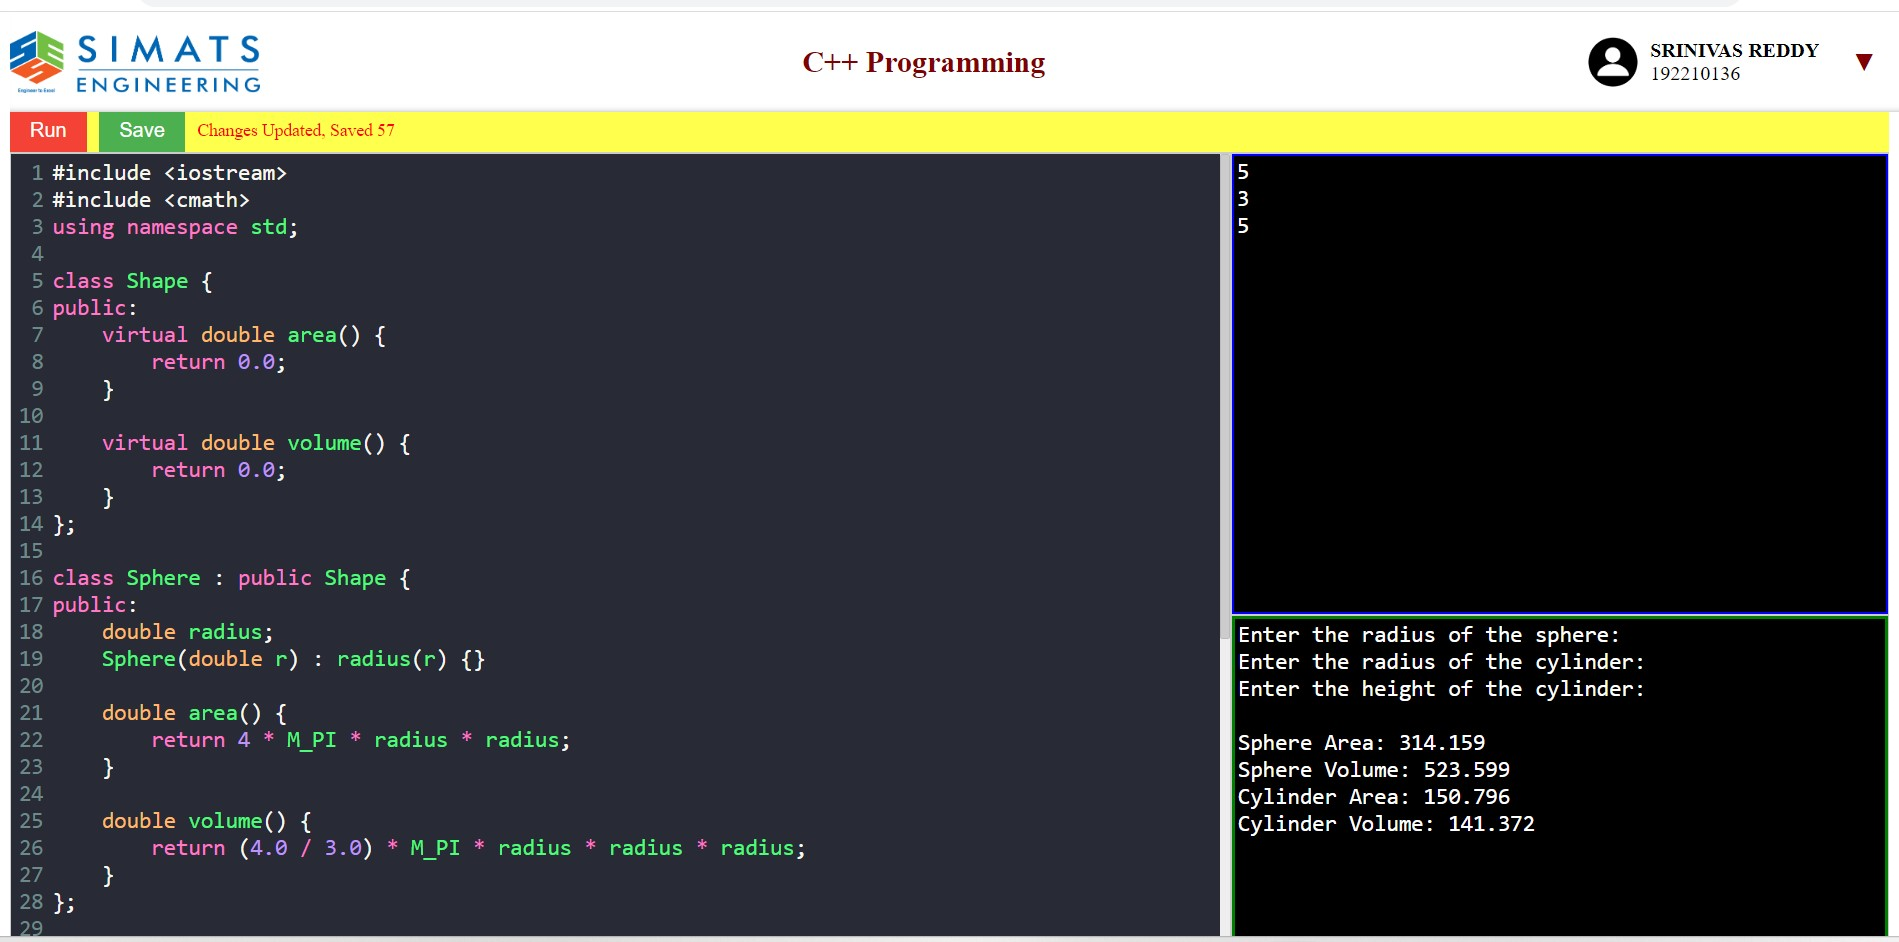 SIMATS
ENGINEERING
Engineer to Excel
C++ Programming
SRINIVAS REDDY
192210136
Run
Save
Changes Updated, Saved 57
1 #include <iostream>
2 #include <cmath>
3 using namespace std;
4
5 class Shape {
6 public:
7     virtual double area() {
8         return 0.0;
9     }
10
11     virtual double volume() {
12         return 0.0;
13     }
14 };
15
16 class Sphere : public Shape {
17 public:
18     double radius;
19     Sphere(double r) : radius(r) {}
20
21     double area() {
22         return 4 * M_PI * radius * radius;
23     }
24
25     double volume() {
26         return (4.0 / 3.0) * M_PI * radius * radius * radius;
27     }
28 };
29
5
3
5
Enter the radius of the sphere:
Enter the radius of the cylinder:
Enter the height of the cylinder:
Sphere Area: 314.159
Sphere Volume: 523.599
Cylinder Area: 150.796
Cylinder Volume: 141.372